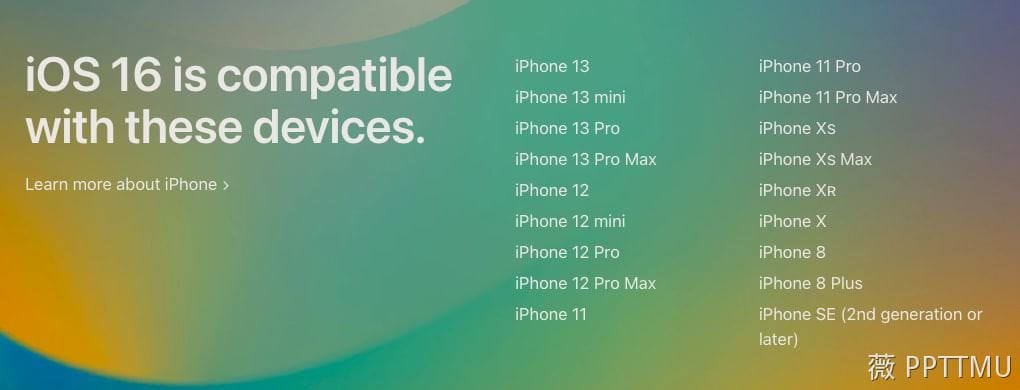 iOS 16 is compatible
with these devices.
Learn more about iPhone ›
iPhone 13
iPhone 13 mini
iPhone 13 Pro
iPhone 13 Pro Max
iPhone 12
iPhone 12 mini
iPhone 12 Pro
iPhone 12 Pro Max
iPhone 11
iPhone 11 Pro
iPhone 11 Pro Max
iPhone Xs
iPhone Xs Max
iPhone XR
iPhone X
iPhone 8
iPhone 8 Plus
iPhone SE (2nd generation or
later)
薇 PPTTMU